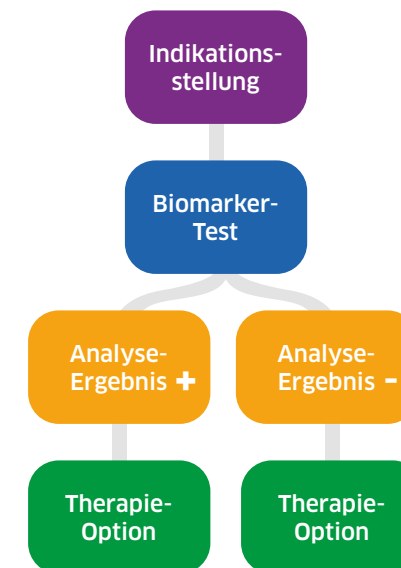 Indikations-
stellung
Biomarker-
Test
Analyse-
Ergebnis +
Analyse-
Ergebnis -
Therapie-
Option
Therapie-
Option